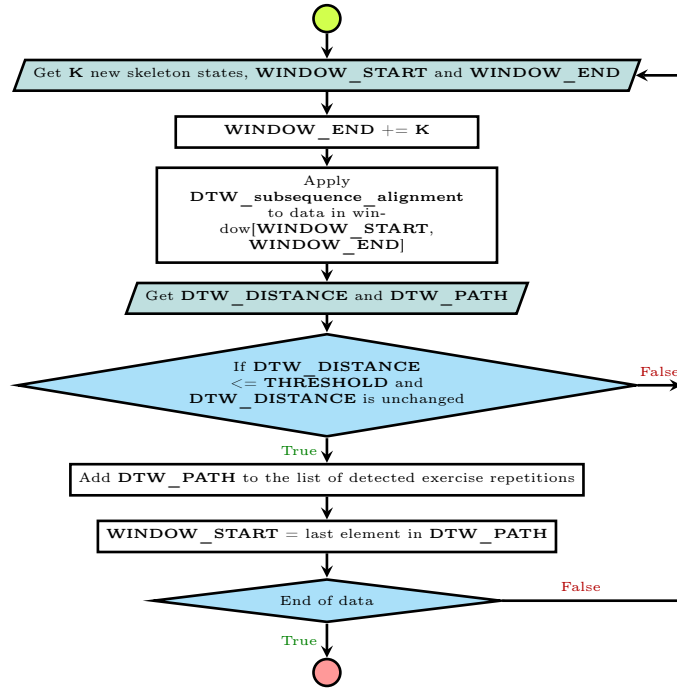 Get K new skeleton states, WINDOW_START and WINDOW_END
WINDOW_END += K
Apply
DTW_subsequence_alignment
to data in win-
dow[WINDOW_START,
WINDOW_END]
Get DTW_DISTANCE and DTW_PATH
If DTW_DISTANCE
<= THRESHOLD and
DTW_DISTANCE is unchanged
False
True
Add DTW_PATH to the list of detected exercise repetitions
WINDOW_START = last element in DTW_PATH
End of data
False
True